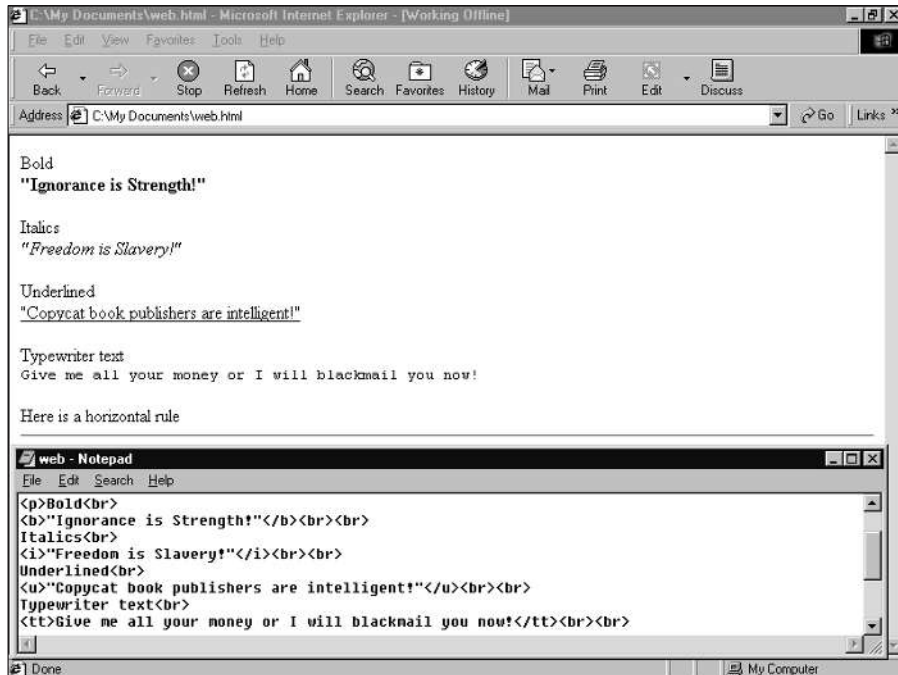 C:\My Documents\web.html - Microsoft Internet Explorer - [Working Offline]
File Edit View Favorites Tools Help
Back Forward Stop Refresh Home Search Favorites History Mail Print Edit Discuss
Address C:\My Documents\web.html Go Links »
Bold
"Ignorance is Strength!"
Italics
"Freedom is Slavery!"
Underlined
"Copycat book publishers are intelligent!"
Typewriter text
Give me all your money or I will blackmail you now!
Here is a horizontal rule
web - Notepad
File Edit Search Help
<p>Bold<br>
<b>"Ignorance is Strength!"</b><br><br>
Italics<br>
<i>"Freedom is Slavery!"</i><br><br>
Underlined<br>
<u>"Copycat book publishers are intelligent!"</u><br><br>
Typewriter text<br>
<tt>Give me all your money or I will blackmail you now!</tt><br><br>
Done My Computer